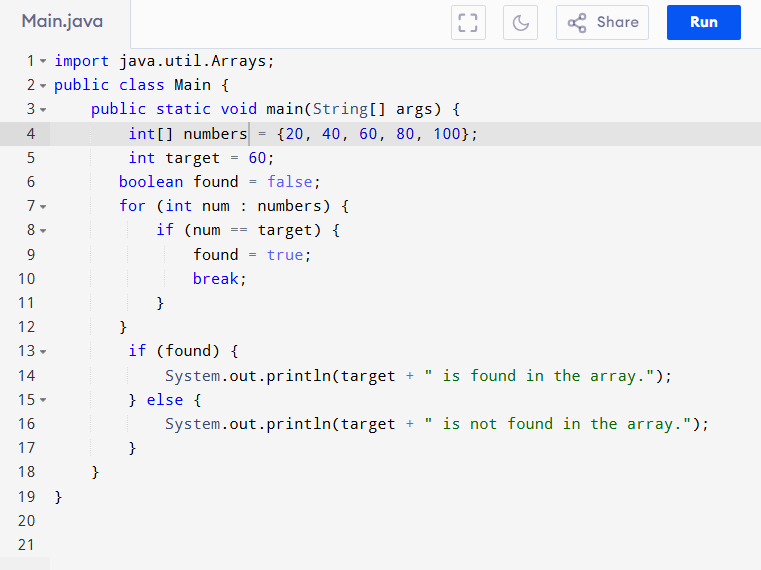 Main.java
Share
Run
1 import java.util.Arrays;
2 public class Main {
3     public static void main(String[] args) {
4         int[] numbers = {20, 40, 60, 80, 100};
5         int target = 60;
6        boolean found = false;
7        for (int num : numbers) {
8            if (num == target) {
9                found = true;
10                break;
11            }
12        }
13         if (found) {
14             System.out.println(target + " is found in the array.");
15         } else {
16             System.out.println(target + " is not found in the array.");
17         }
18     }
19 }
20
21